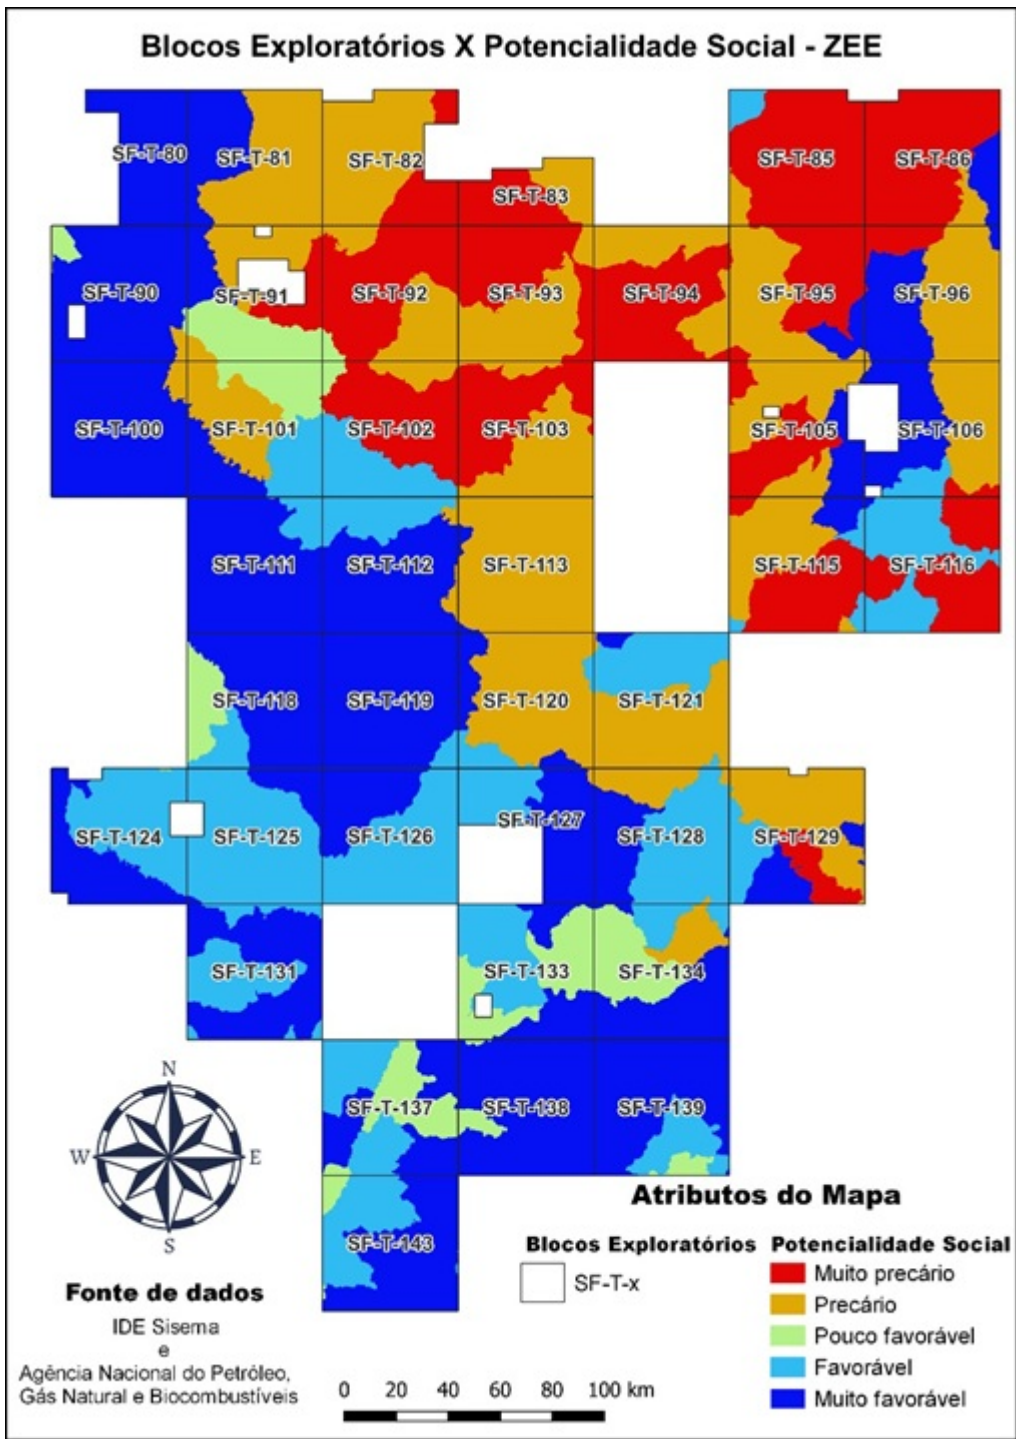 Blocos Exploratórios X Potencialidade Social - ZEE
SF-T-80
SF-T-81
SF-T-82
SF-T-85
SF-T-86
SF-T-83
SF-T-90
SF-T-91
SF-T-92
SF-T-93
SF-T-94
SF-T-95
SF-T-96
SF-T-100
SF-T-101
SF-T-102
SF-T-103
SF-T-105
SF-T-106
SF-T-111
SF-T-112
SF-T-113
SF-T-115
SF-T-116
SF-T-118
SF-T-119
SF-T-120
SF-T-121
SF-T-124
SF-T-125
SF-T-126
SF-T-127
SF-T-128
SF-T-129
SF-T-131
SF-T-133
SF-T-134
SF-T-137
SF-T-138
SF-T-139
SF-T-143
N
W
E
S
Fonte de dados
IDE Sisema
e
Agência Nacional do Petróleo,
Gás Natural e Biocombustíveis
Atributos do Mapa
Blocos Exploratórios
SF-T-x
Potencialidade Social
Muito precário
Precário
Pouco favorável
Favorável
Muito favorável
0 20 40 60 80 100 km